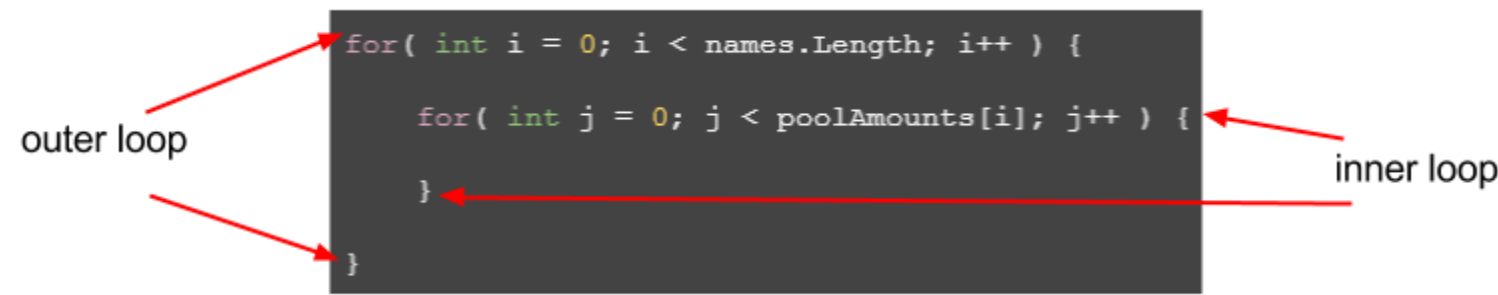 for( int i = 0; i < names.Length; i++ ) {
for( int j = 0; j < poolAmounts[i]; j++ ) {
outer loop
inner loop
}
}